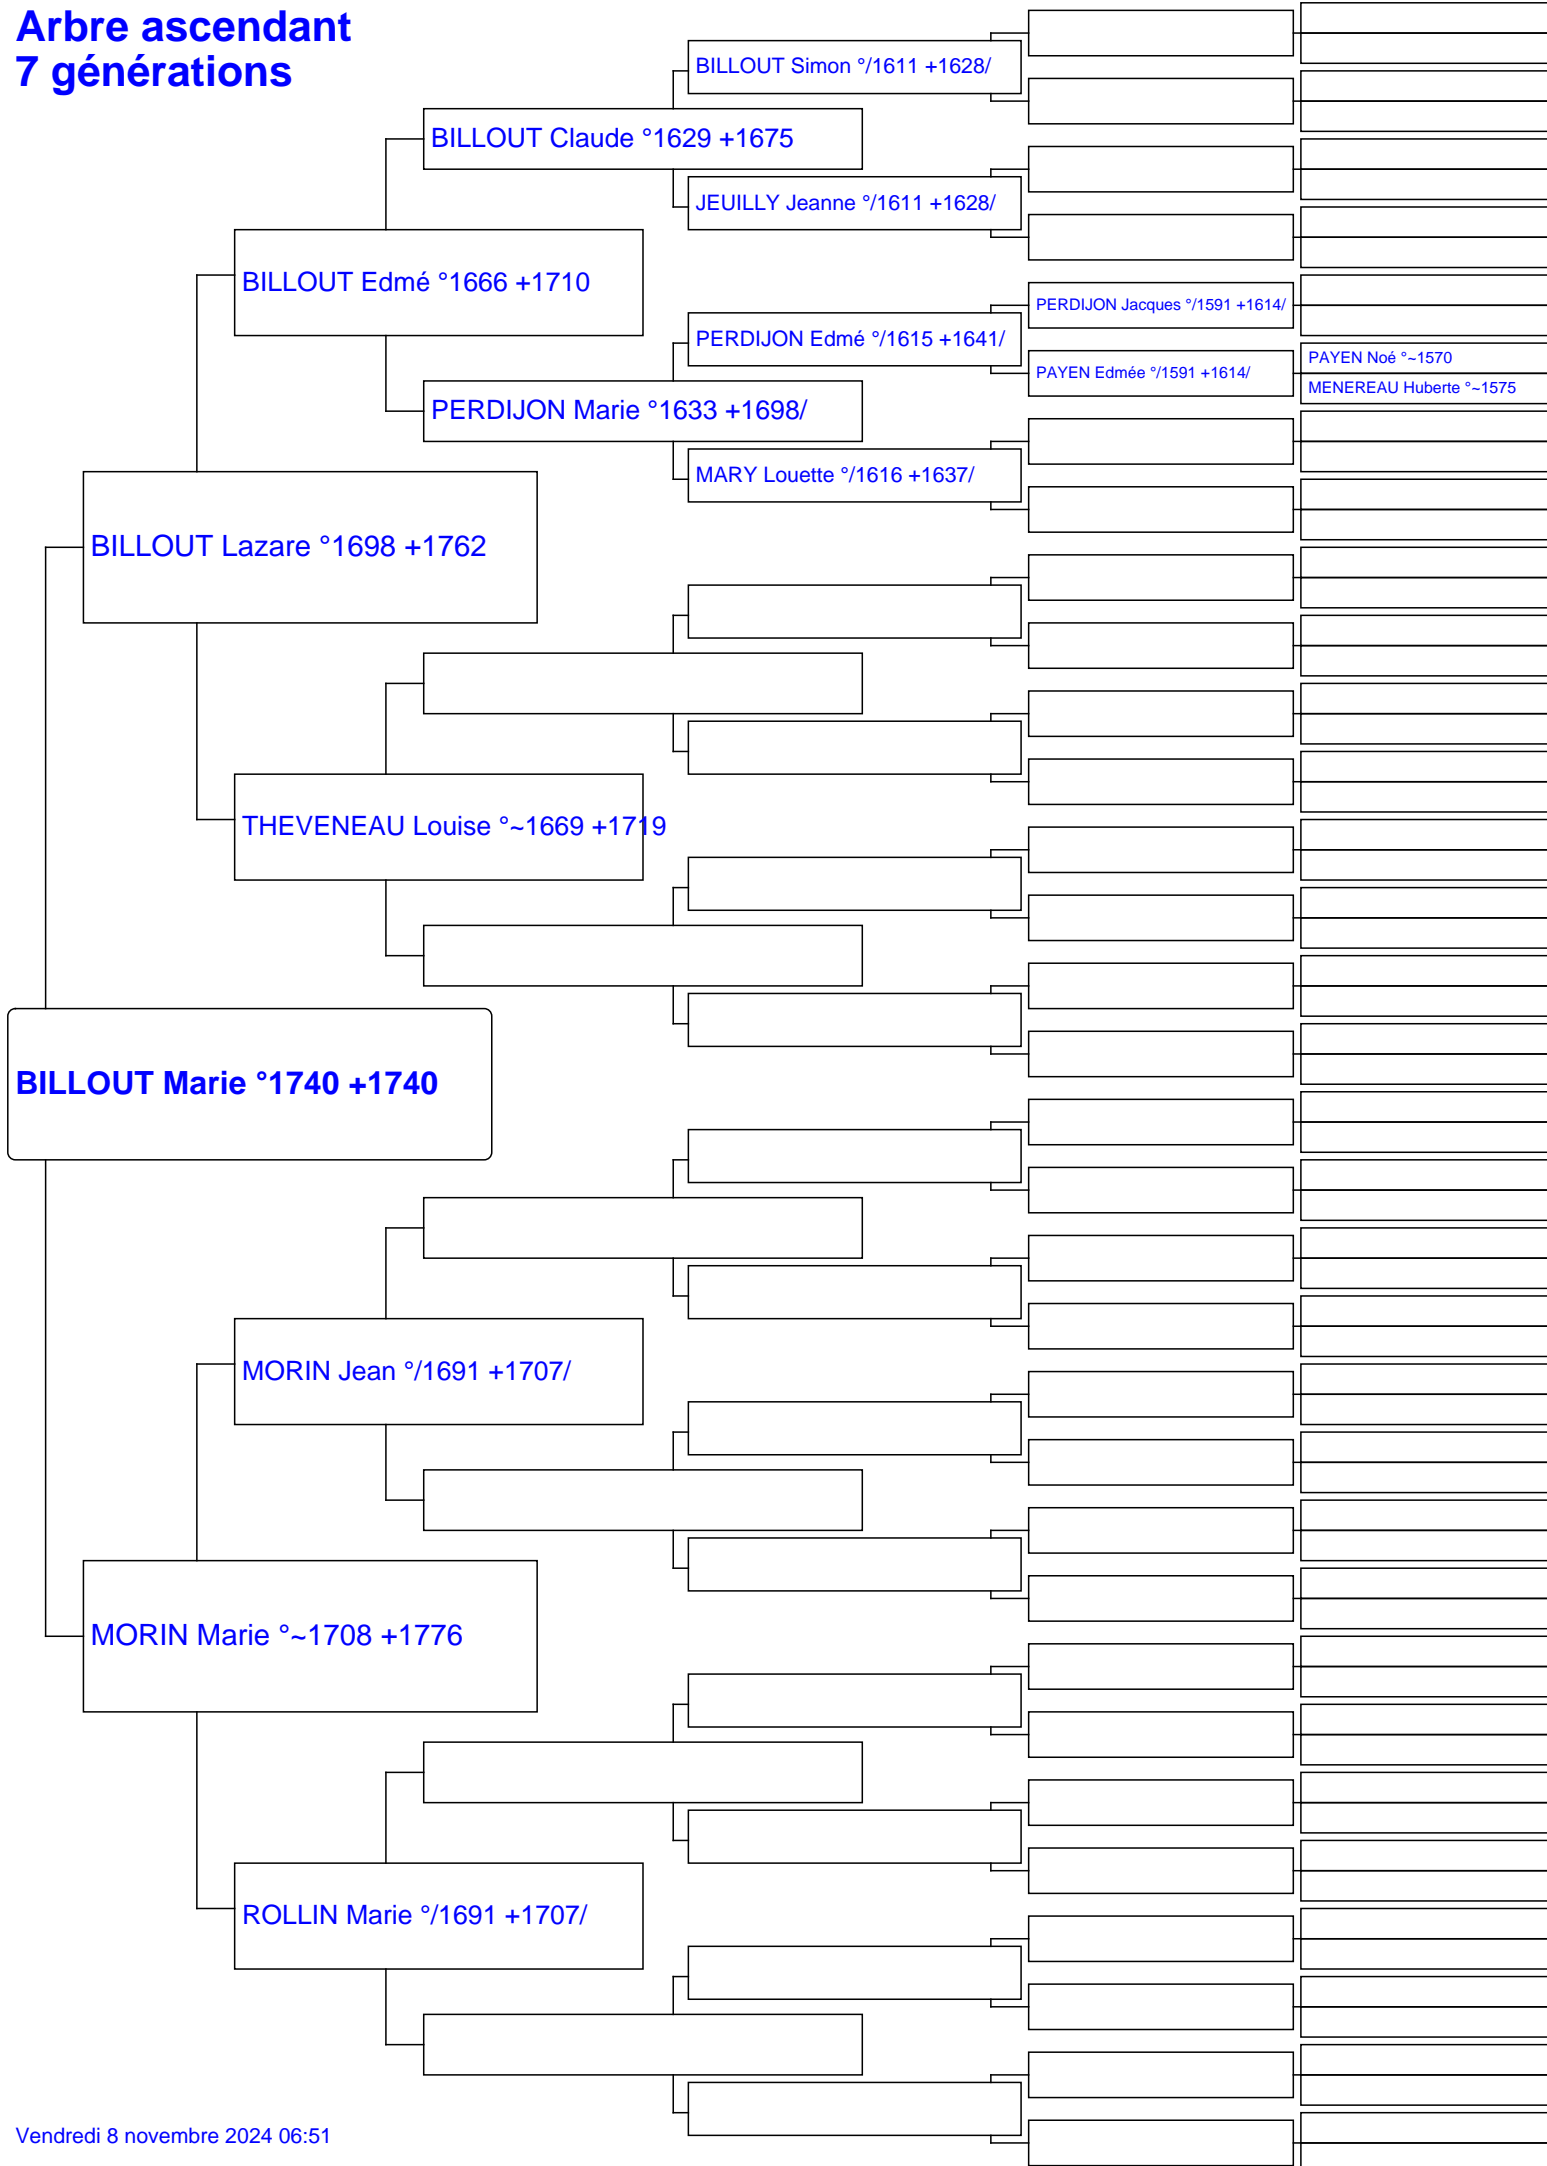 Arbre ascendant
7 générations
BILLOUT Simon °/1611 +1628/
BILLOUT Claude °1629 +1675
JEUILLY Jeanne °/1611 +1628/
BILLOUT Edmé °1666 +1710
PERDIJON Jacques °/1591 +1614/
PERDIJON Edmé °/1615 +1641/
PAYEN Noé °~1570
PAYEN Edmée °/1591 +1614/
MENEREAU Huberte °~1575
PERDIJON Marie °1633 +1698/
MARY Louette °/1616 +1637/
BILLOUT Lazare °1698 +1762
THEVENEAU Louise °~1669 +1719
BILLOUT Marie °1740 +1740
MORIN Jean °/1691 +1707/
MORIN Marie °~1708 +1776
ROLLIN Marie °/1691 +1707/
Vendredi 8 novembre 2024 06:51